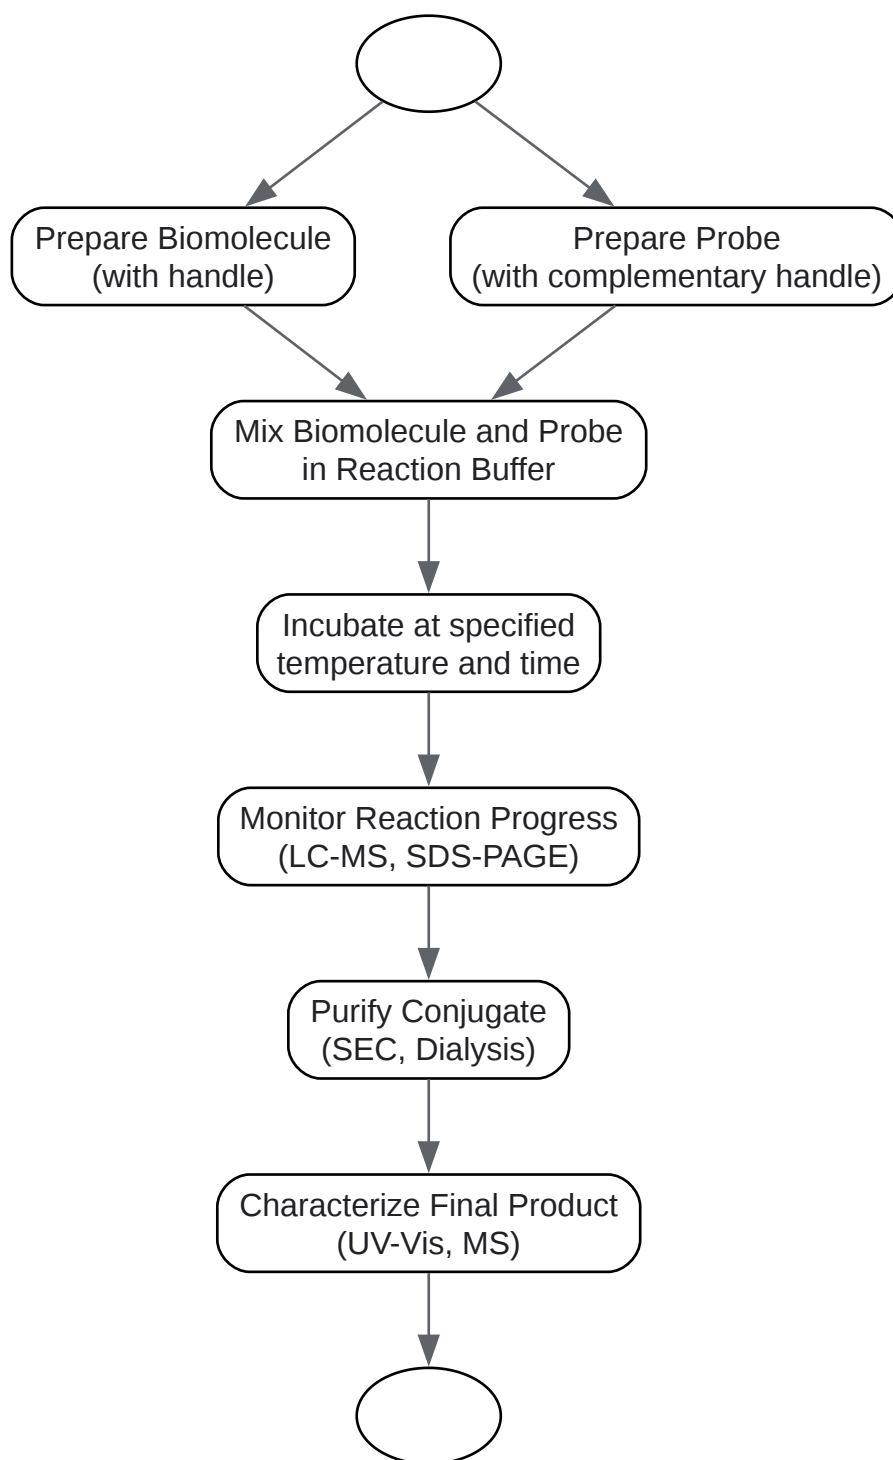 Prepare Biomolecule
(with handle)
Prepare Probe
(with complementary handle)
Mix Biomolecule and Probe
in Reaction Buffer
Incubate at specified
temperature and time
Monitor Reaction Progress
(LC-MS, SDS-PAGE)
Purify Conjugate
(SEC, Dialysis)
Characterize Final Product
(UV-Vis, MS)